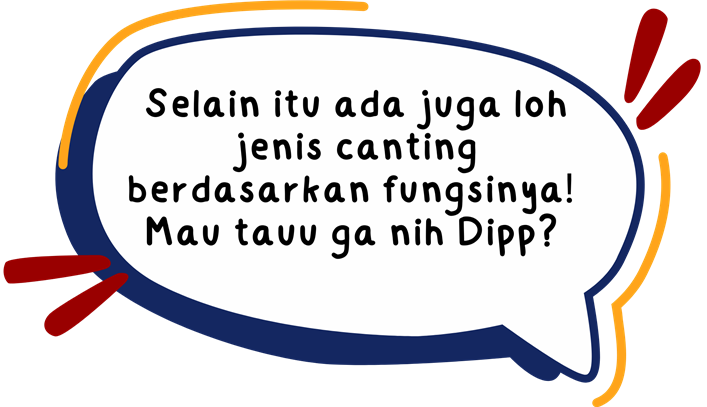 Selain itu ada juga loh
jenis canting
berdasarkan fungsinya!
Mau tauu ga nih Dipp?